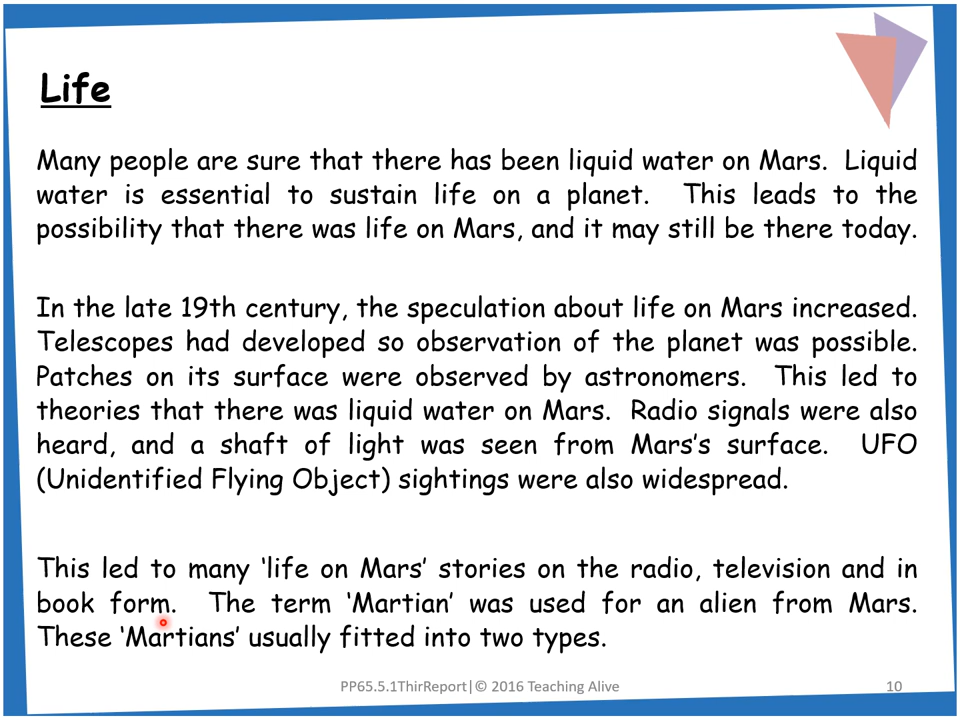 Life
Many people are sure that there has been liquid water on Mars.  Liquid
water is essential to sustain life on a planet.  This leads to the
possibility that there was life on Mars, and it may still be there today.
In the late 19th century, the speculation about life on Mars increased.
Telescopes had developed so observation of the planet was possible.
Patches on its surface were observed by astronomers.  This led to
theories that there was liquid water on Mars.  Radio signals were also
heard, and a shaft of light was seen from Mars’s surface.  UFO
(Unidentified Flying Object) sightings were also widespread.
This led to many ‘life on Mars’ stories on the radio, television and in
book form.  The term ‘Martian’ was used for an alien from Mars.
These ‘Martians’ usually fitted into two types.
PP65.5.1ThirReport|© 2016 Teaching Alive
10